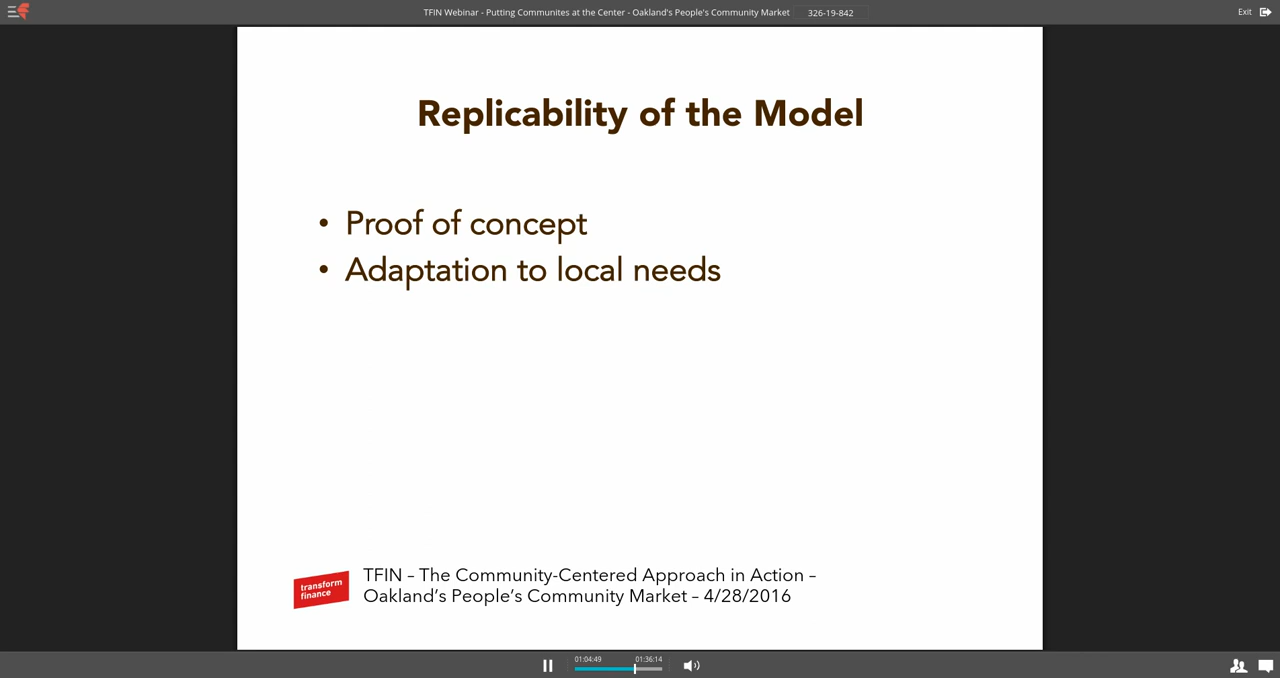 TFIN Webinar - Putting Communites at the Center - Oakland's People's Community Market 326-19-842 Exit
Replicability of the Model
• Proof of concept
• Adaptation to local needs
transform
finance
TFIN – The Community-Centered Approach in Action –
Oakland's People's Community Market – 4/28/2016
01:04:49 01:36:14